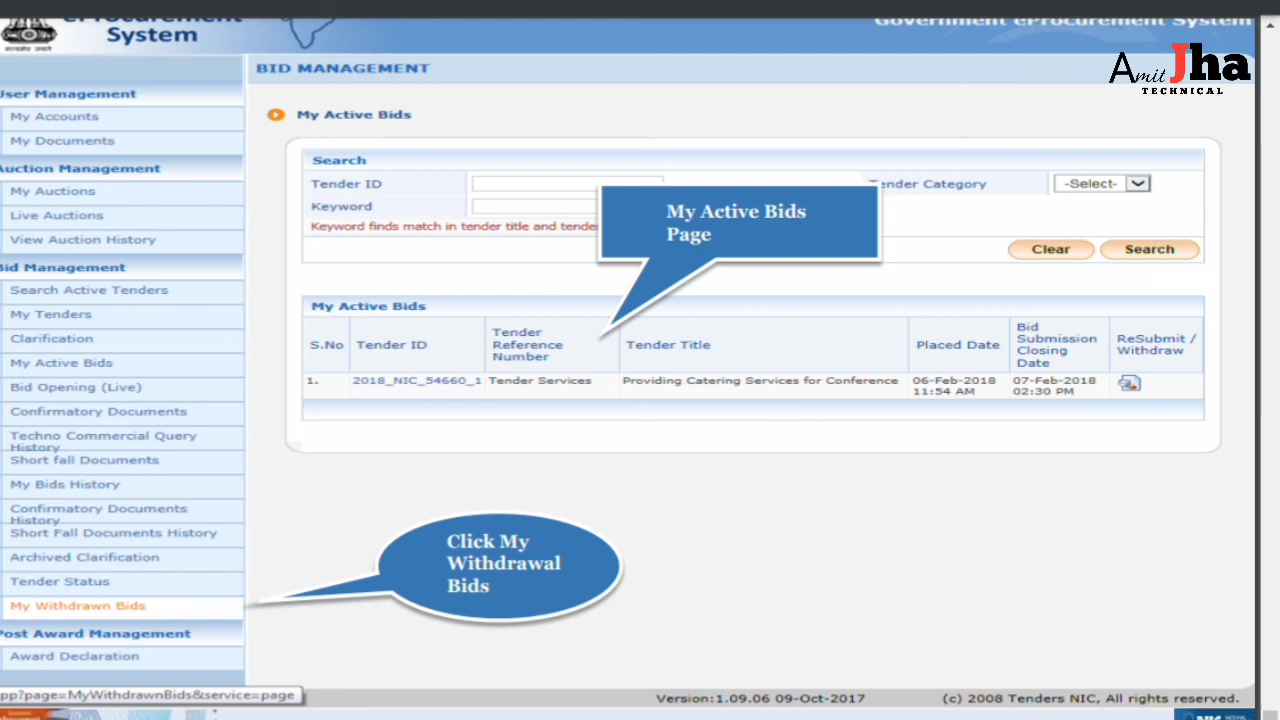 System
Government eProcurement System
सत्यमेव जयते
Amit Jha
TECHNICAL
BID MANAGEMENT
User Management
My Accounts
My Documents
Auction Management
My Auctions
Live Auctions
View Auction History
Bid Management
Search Active Tenders
My Tenders
Clarification
My Active Bids
Bid Opening (Live)
Confirmatory Documents
Techno Commercial Query
History
Short fall Documents
My Bids History
Confirmatory Documents
History
Short Fall Documents History
Archived Clarification
Tender Status
My Withdrawn Bids
Post Award Management
Award Declaration
My Active Bids
Search
Tender ID
Tender Category
-Select-
Keyword
Keyword finds match in tender title and tender
My Active Bids
Page
Clear
Search
My Active Bids
S.No
Tender ID
Tender
Reference
Number
Tender Title
Placed Date
Bid
Submission
Closing
Date
ReSubmit /
Withdraw
1.
2018_NIC_54660_1
Tender Services
Providing Catering Services for Conference
06-Feb-2018
11:54 AM
07-Feb-2018
02:30 PM
Click My
Withdrawal
Bids
pp?page=MyWithdrawnBids&service=page
Version:1.09.06 09-Oct-2017
(c) 2008 Tenders NIC, All rights reserved.
NIC